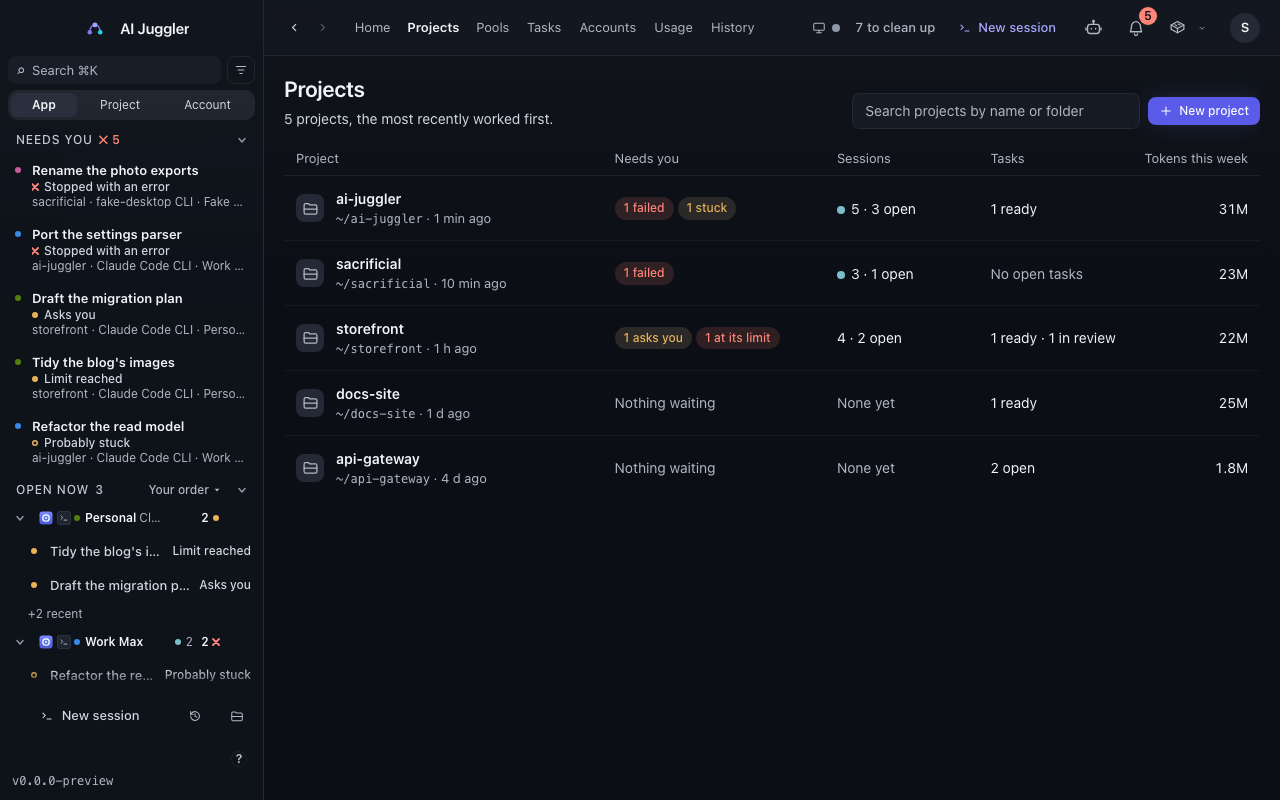 AI Juggler
Search ⌘K
App Project Account
NEEDS YOU 5
Rename the photo exports
Stopped with an error
sacrificial · fake-desktop CLI · Fake ...
Port the settings parser
Stopped with an error
ai-juggler · Claude Code CLI · Work ...
Draft the migration plan
Asks you
storefront · Claude Code CLI · Perso...
Tidy the blog's images
Limit reached
storefront · Claude Code CLI · Perso...
Refactor the read model
Probably stuck
ai-juggler · Claude Code CLI · Work ...
OPEN NOW 3 Your order
Personal Cl... 2
Tidy the blog's i... Limit reached
Draft the migration p... Asks you
+2 recent
Work Max 2 2
Refactor the re... Probably stuck
New session
?
v0.0.0-preview
Home Projects Pools Tasks Accounts Usage History 7 to clean up New session 5 S
Projects
5 projects, the most recently worked first.
Search projects by name or folder
New project
Project Needs you Sessions Tasks Tokens this week
ai-juggler
~/ai-juggler · 1 min ago
1 failed 1 stuck 5 · 3 open 1 ready 31M
sacrificial
~/sacrificial · 10 min ago
1 failed 3 · 1 open No open tasks 23M
storefront
~/storefront · 1 h ago
1 asks you 1 at its limit 4 · 2 open 1 ready · 1 in review 22M
docs-site
~/docs-site · 1 d ago
Nothing waiting None yet 1 ready 25M
api-gateway
~/api-gateway · 4 d ago
Nothing waiting None yet 2 open 1.8M